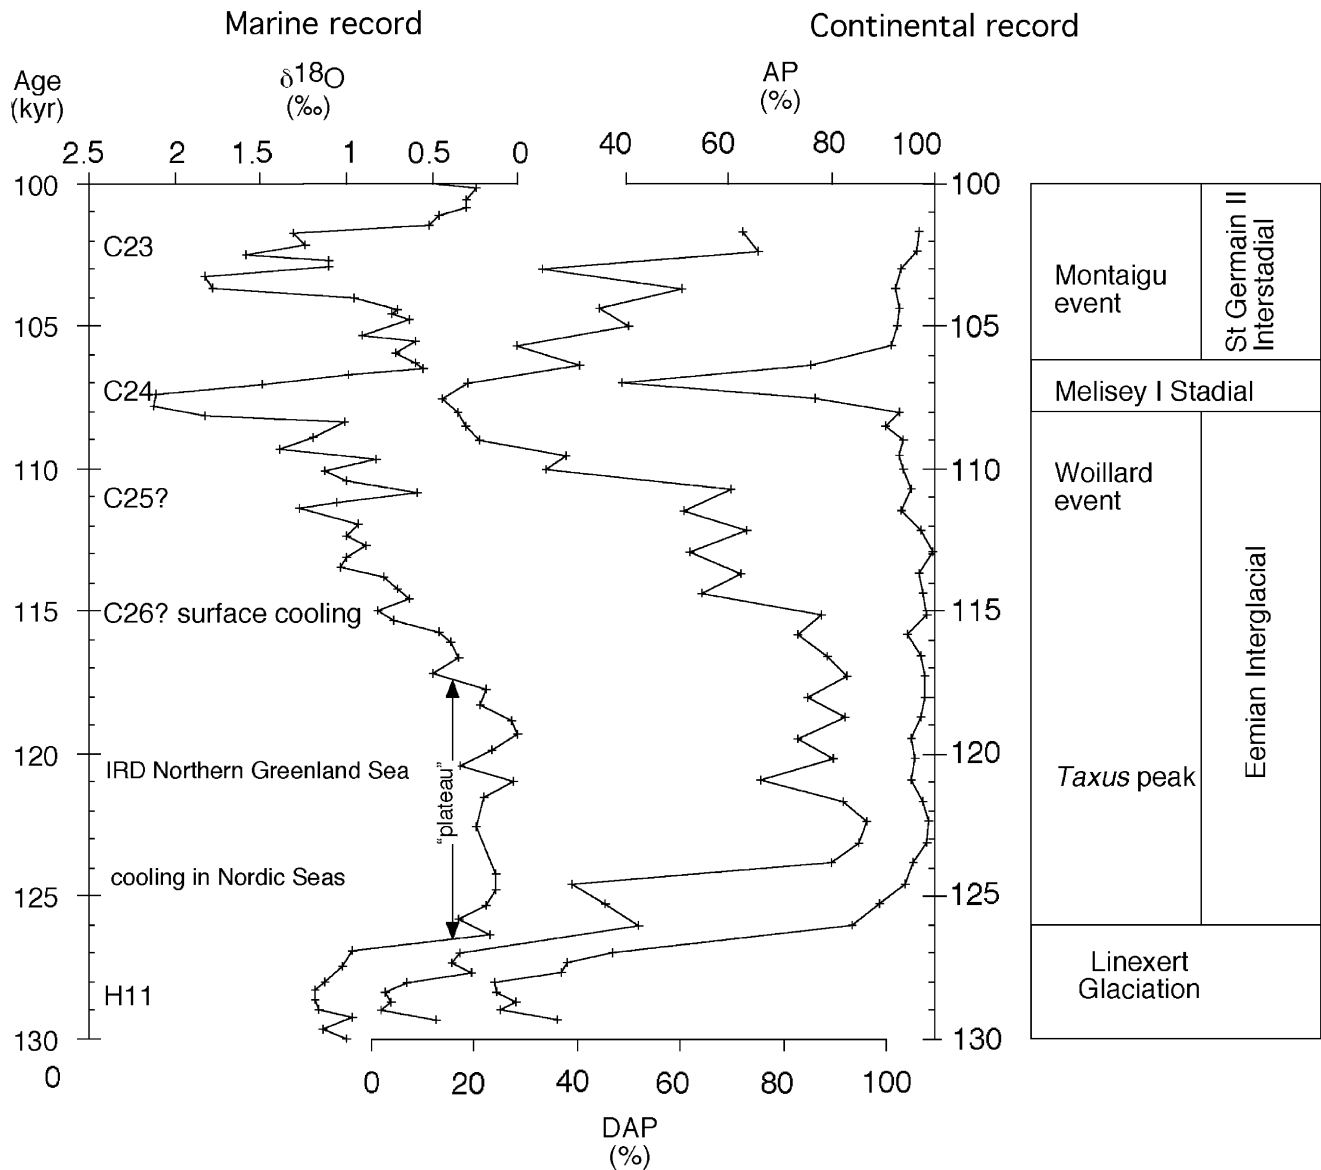 Marine record
Continental record
Age
(kyr)
δ18O
(‰)
AP
(%)
2.5 2 1.5 1 0.5 0 40 60 80 100
100
100
C23
105
105
C24
110
110
C25?
115
115
C26? surface cooling
120
120
IRD Northern Greenland Sea
"plateau"
cooling in Nordic Seas
125
125
H11
130
130
0
0 20 40 60 80 100
DAP
(%)
Montaigu
event
St Germain II
Interstadial
Melisey I Stadial
Woillard
event
Eemian Interglacial
Taxus peak
Linexert
Glaciation